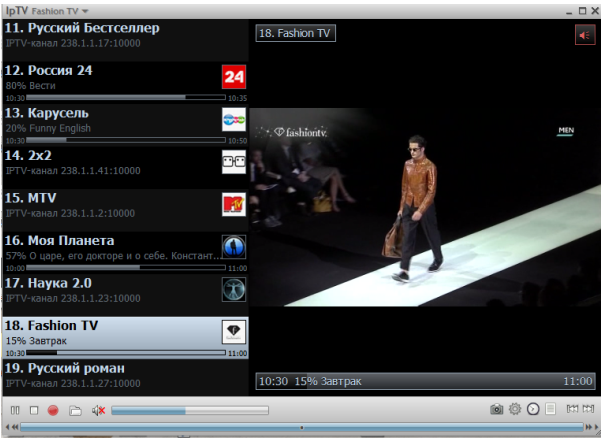 IpTV Fashion TV
11. Русский Бестселлер
IPTV-канал 238.1.1.17:10000
12. Россия 24
80% Вести
24
10:30 10:35
13. Карусель
20% Funny English
10:30 10:50
14. 2x2
IPTV-канал 238.1.1.41:10000
15. MTV
IPTV-канал 238.1.1.2:10000
16. Моя Планета
57% О царе, его докторе и о себе. Констант...
10:00 11:00
17. Наука 2.0
IPTV-канал 238.1.1.23:10000
18. Fashion TV
15% Завтрак
10:30 11:00
19. Русский роман
IPTV-канал 238.1.1.27:10000
18. Fashion TV
fashiontv.
MEN
10:30 15% Завтрак 11:00